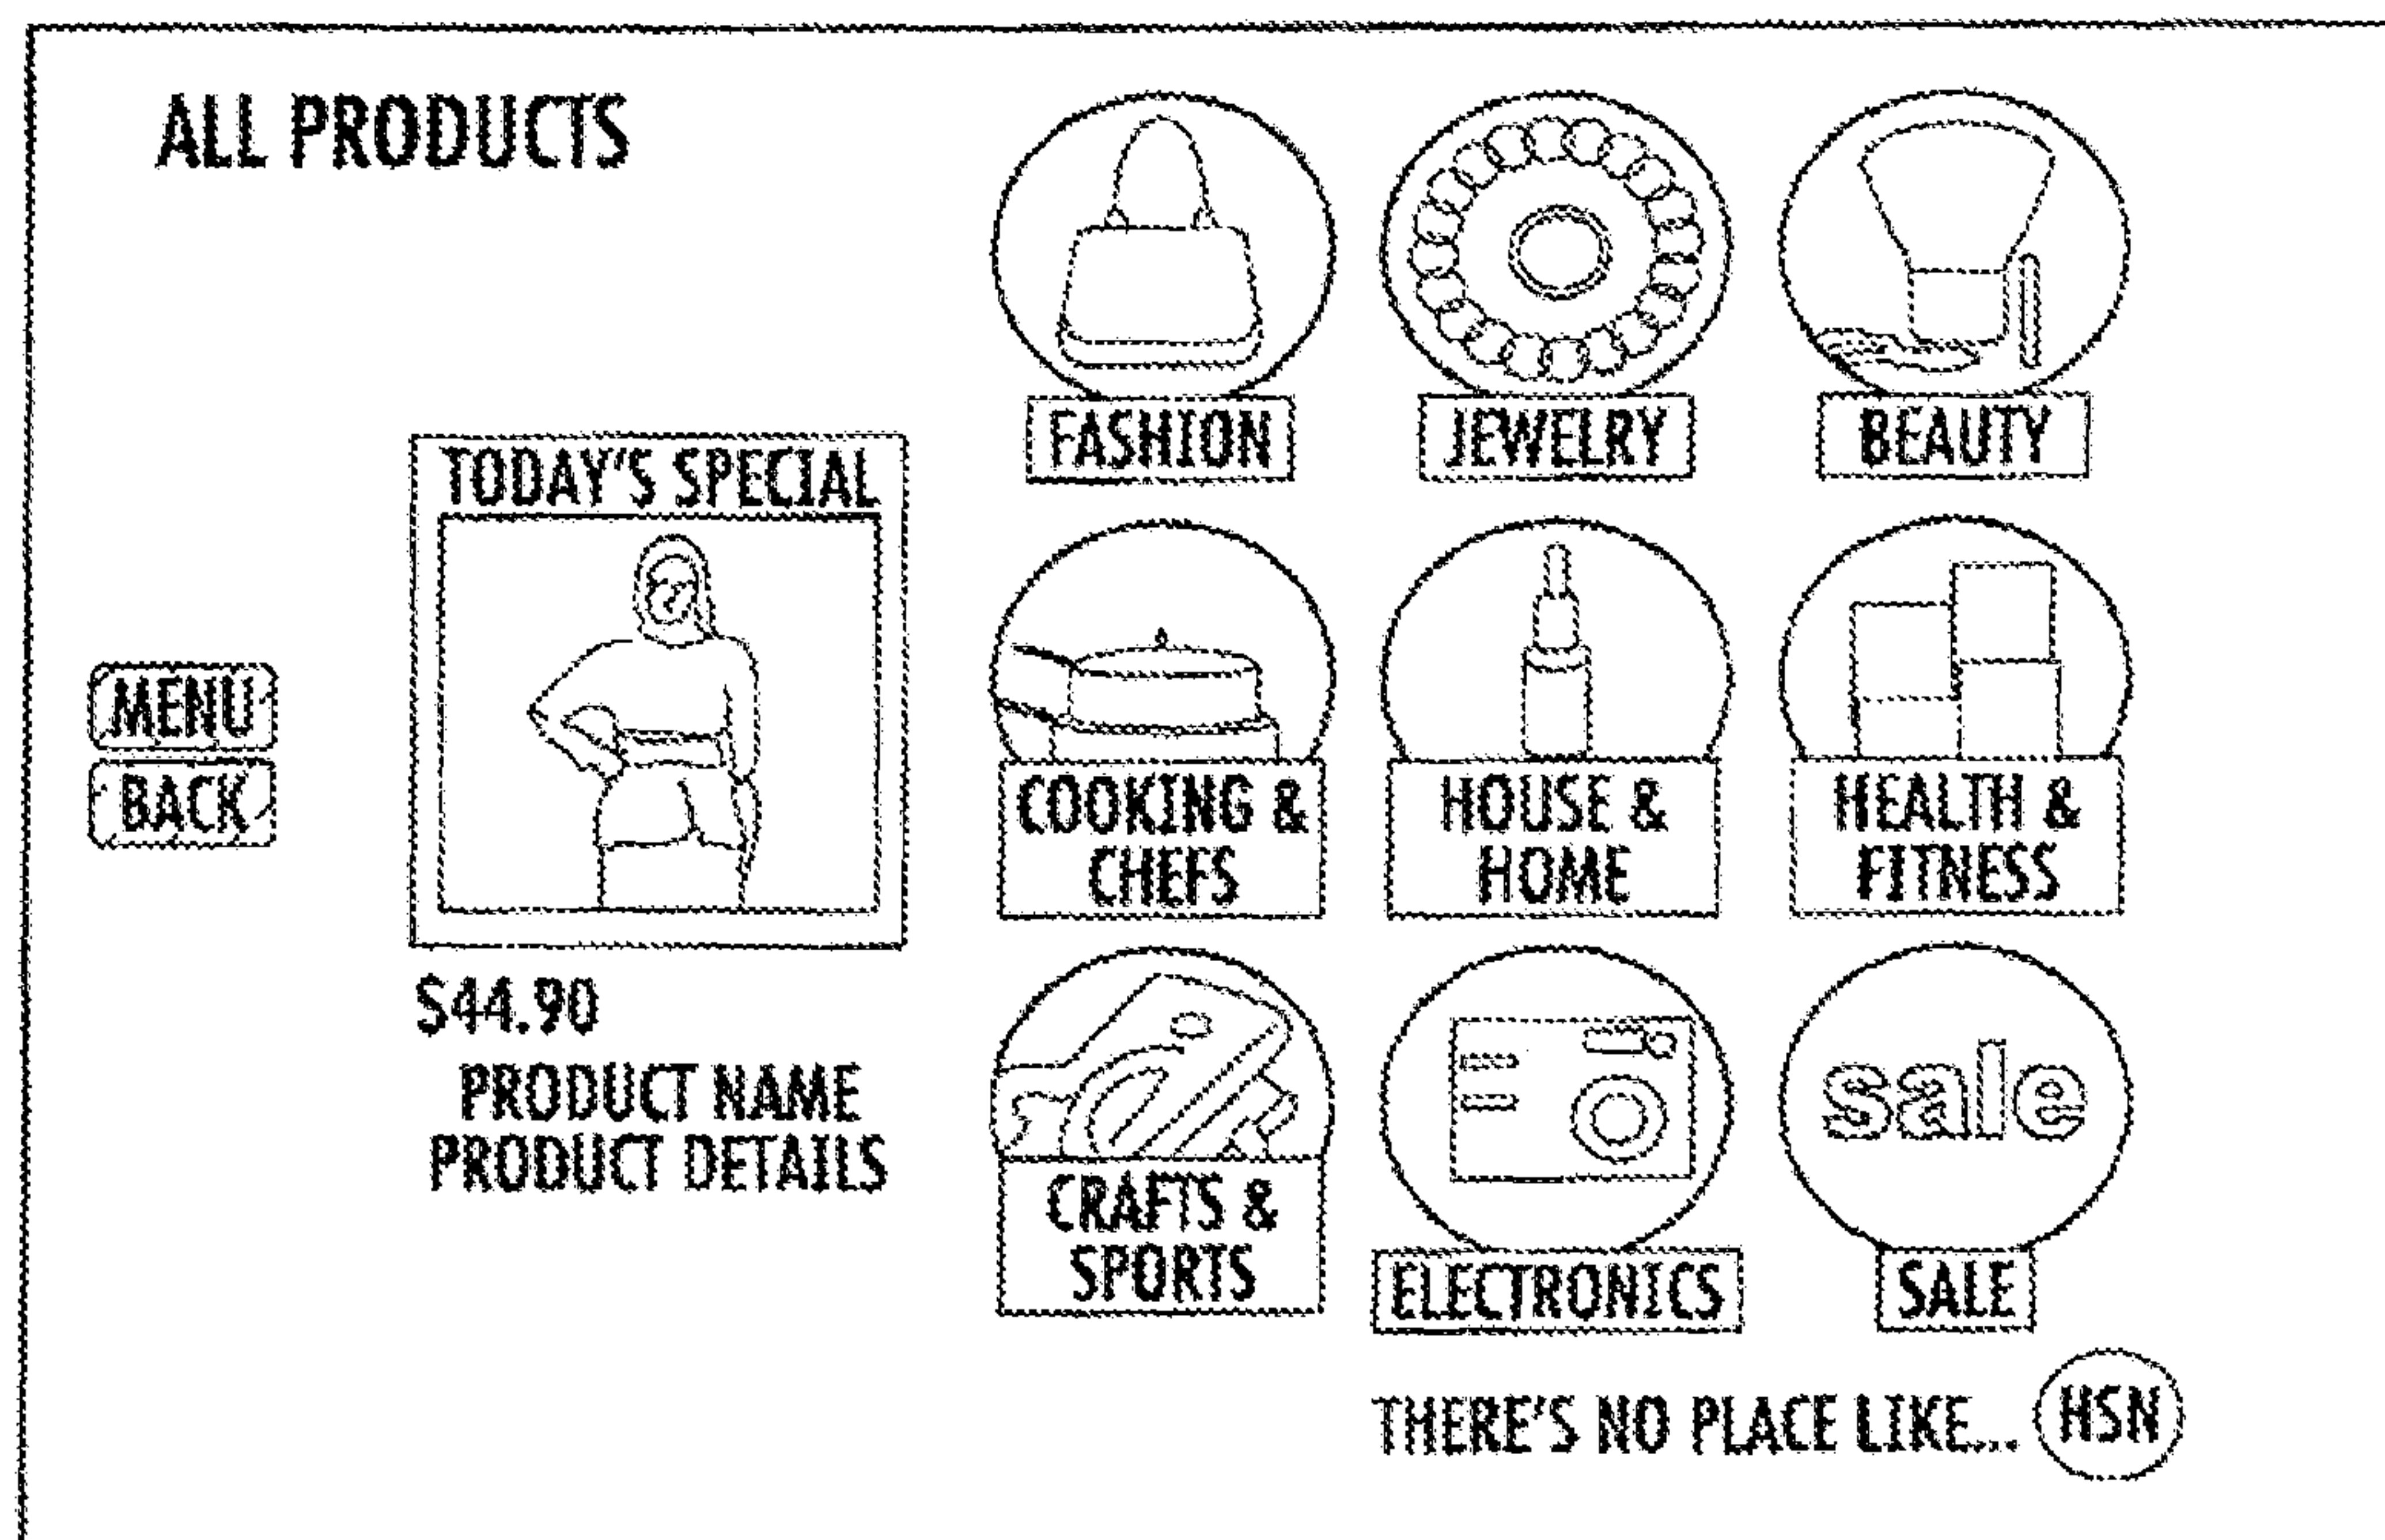 ALL PRODUCTS
MENU
BACK
TODAY'S SPECIAL
$44.90
PRODUCT NAME
PRODUCT DETAILS
FASHION
JEWELRY
BEAUTY
COOKING &
CHEFS
HOUSE &
HOME
HEALTH &
FITNESS
CRAFTS &
SPORTS
ELECTRONICS
sale
SALE
THERE'S NO PLACE LIKE... HSN